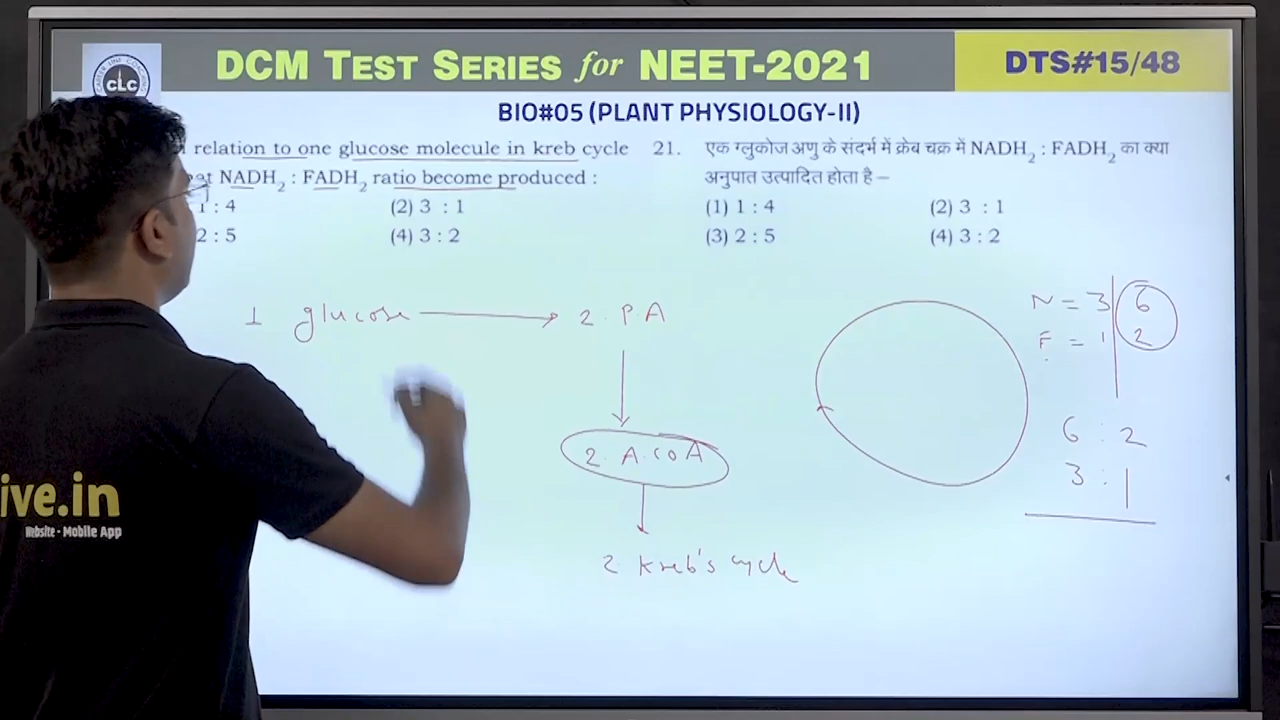 DCM TEST SERIES for NEET-2021
DTS#15/48
CLC
BIO#05 (PLANT PHYSIOLOGY-II)
relation to one glucose molecule in kreb cycle
NADH2 : FADH2 ratio become produced :
1 : 4
(2) 3 : 1
2 : 5
(4) 3 : 2
21. एक ग्लुकोज अणु के संदर्भ में क्रेब चक्र में NADH2 : FADH2 का क्या
अनुपात उत्पादित होता है –
(1) 1 : 4
(2) 3 : 1
(3) 2 : 5
(4) 3 : 2
1 glucose → 2 P.A
2. A.COA
2 Kreb's cycle
N = 3 6
F = 1 2
6 : 2
3 : 1
ive.in
Website - Mobile App